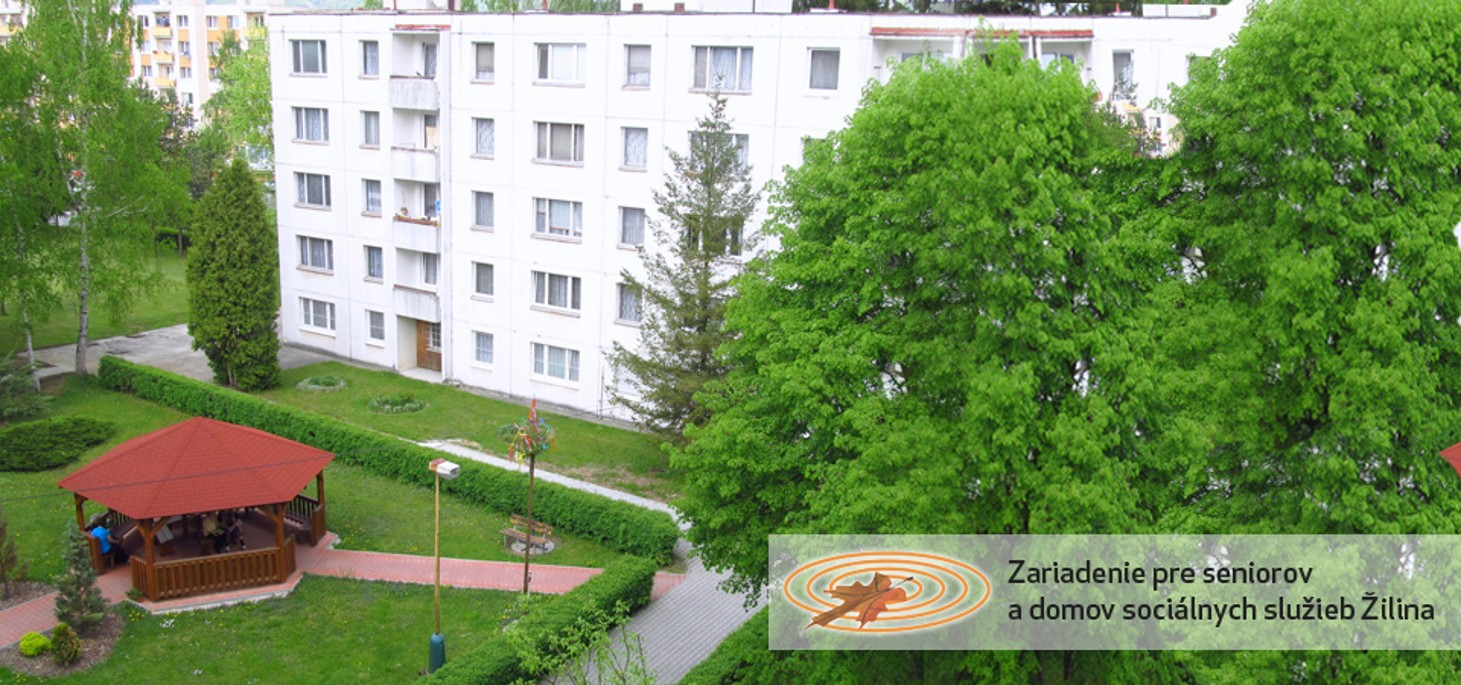 Zariadenie pre seniorov
a domov sociálnych služieb Žilina